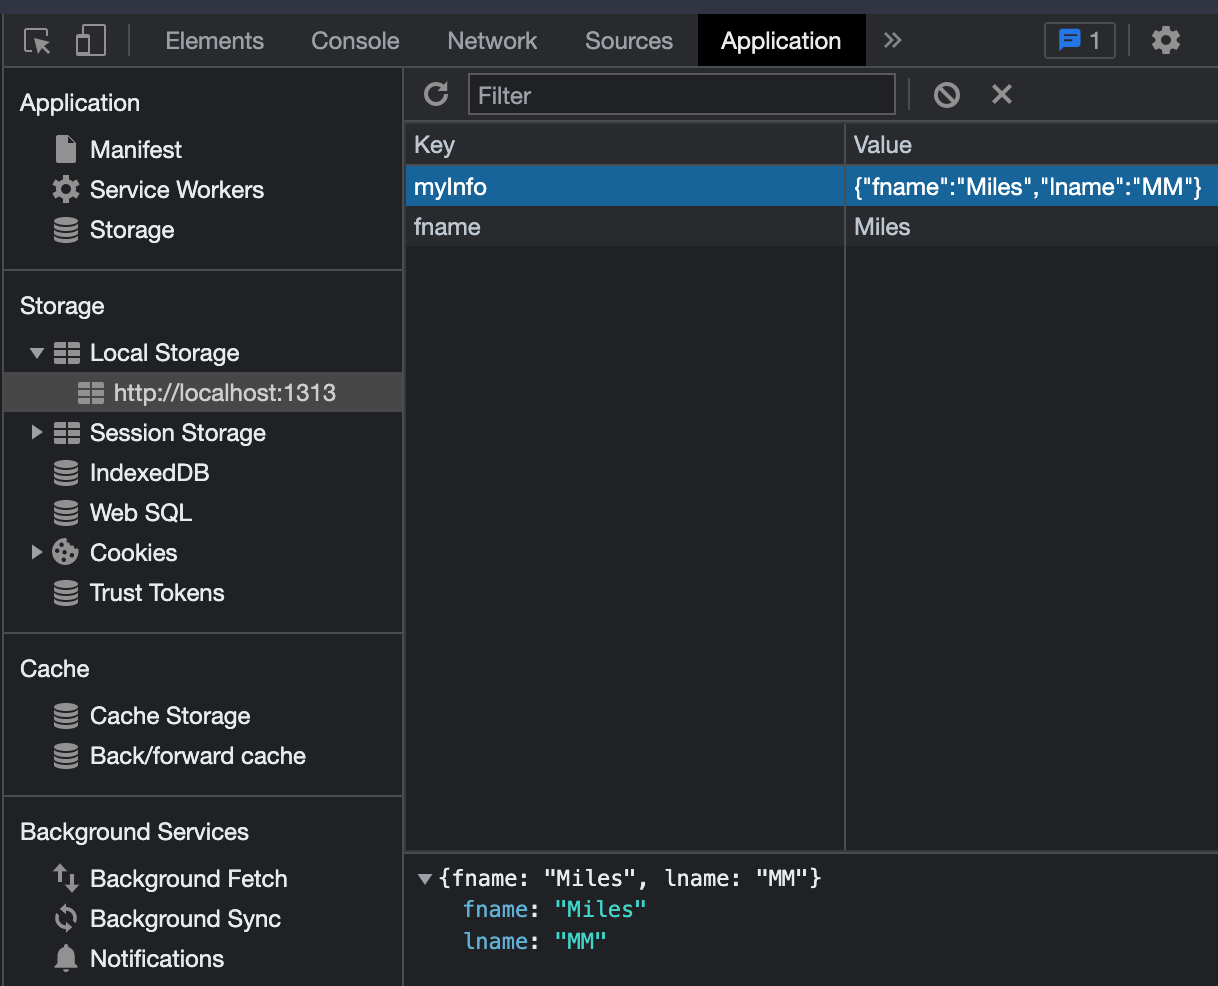 Elements Console Network Sources Application 1
Application
Manifest
Service Workers
Storage
Storage
Local Storage
http://localhost:1313
Session Storage
IndexedDB
Web SQL
Cookies
Trust Tokens
Cache
Cache Storage
Back/forward cache
Background Services
Background Fetch
Background Sync
Notifications
Filter
Key Value
myInfo {"fname":"Miles","lname":"MM"}
fname Miles
{fname: "Miles", lname: "MM"}
fname: "Miles"
lname: "MM"